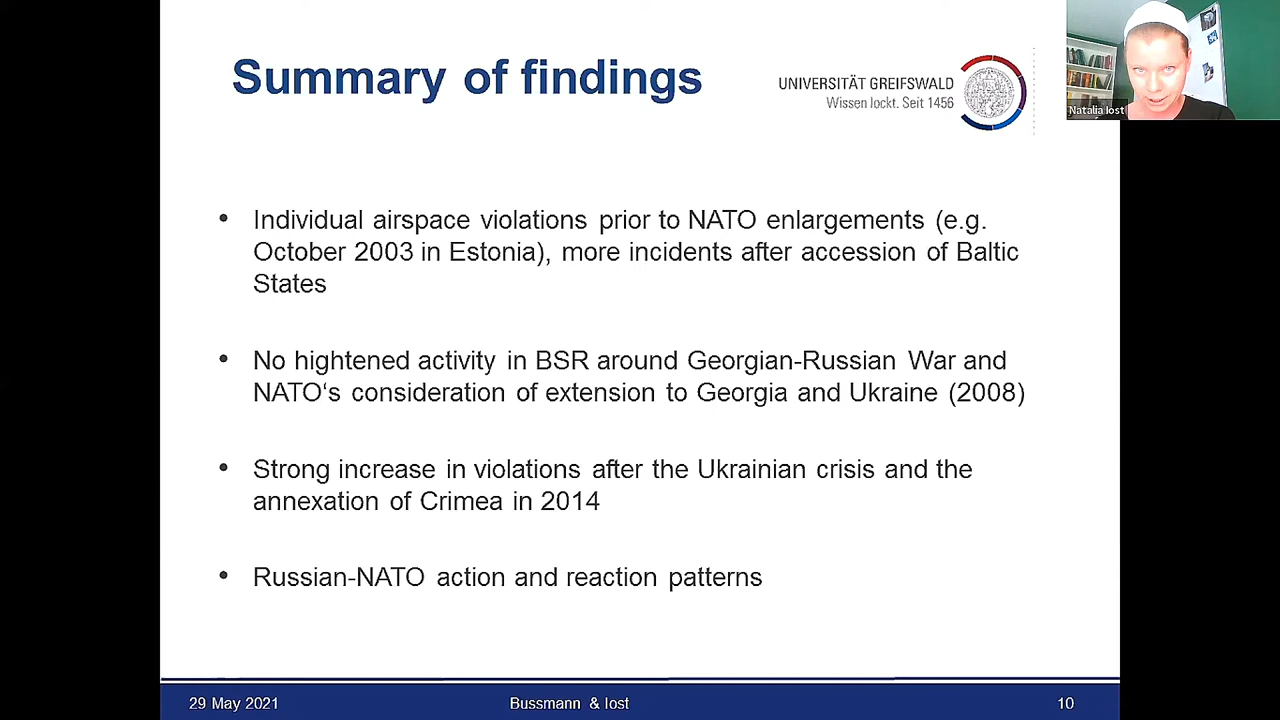 Summary of findings
UNIVERSITÄT GREIFSWALD
Wissen lockt. Seit 1456
Natalia Iost
• Individual airspace violations prior to NATO enlargements (e.g.
October 2003 in Estonia), more incidents after accession of Baltic
States
• No hightened activity in BSR around Georgian-Russian War and
NATO‘s consideration of extension to Georgia and Ukraine (2008)
• Strong increase in violations after the Ukrainian crisis and the
annexation of Crimea in 2014
• Russian-NATO action and reaction patterns
29 May 2021
Bussmann & Iost
10